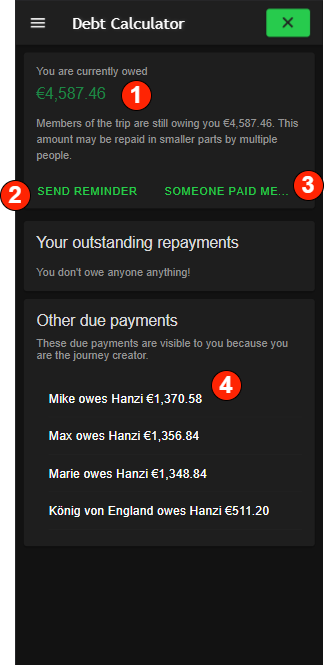 Debt Calculator
You are currently owed
€4,587.46
1
Members of the trip are still owing you €4,587.46. This
amount may be repaid in smaller parts by multiple
people.
2 SEND REMINDER SOMEONE PAID ME... 3
Your outstanding repayments
You don't owe anyone anything!
Other due payments
These due payments are visible to you because you
are the journey creator.
4
Mike owes Hanzi €1,370.58
Max owes Hanzi €1,356.84
Marie owes Hanzi €1,348.84
König von England owes Hanzi €511.20